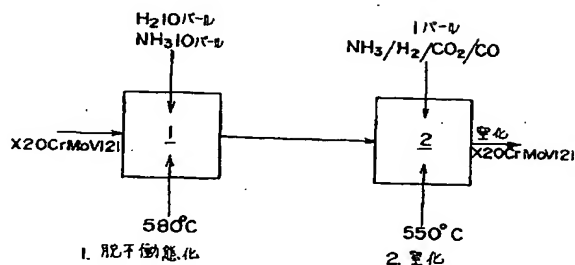 H2 10バール
NH3 10バール
1バール
NH3/H2/CO2/CO
1
2
X20CrMoV121
窒化
X20CrMoV121
580°C
550°C
1. 脱不働態化
2. 窒化